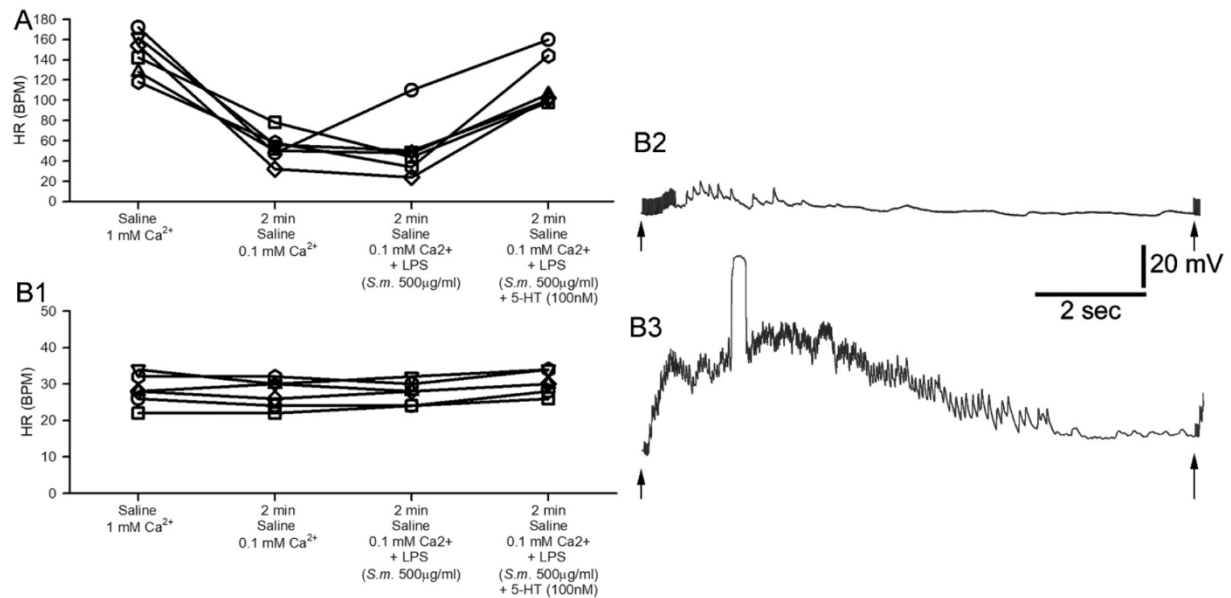 A
180
160
140
120
100
80
60
40
20
0
HR (BPM)
Saline
1 mM Ca²⁺
2 min
Saline
0.1 mM Ca²⁺
2 min
Saline
0.1 mM Ca2+
+ LPS
(S.m. 500µg/ml)
2 min
Saline
0.1 mM Ca2+
+ LPS
(S.m. 500µg/ml)
+ 5-HT (100nM)
B1
50
40
30
20
10
0
HR (BPM)
Saline
1 mM Ca²⁺
2 min
Saline
0.1 mM Ca²⁺
2 min
Saline
0.1 mM Ca2+
+ LPS
(S.m. 500µg/ml)
2 min
Saline
0.1 mM Ca2+
+ LPS
(S.m. 500µg/ml)
+ 5-HT (100nM)
B2
20 mV
2 sec
B3